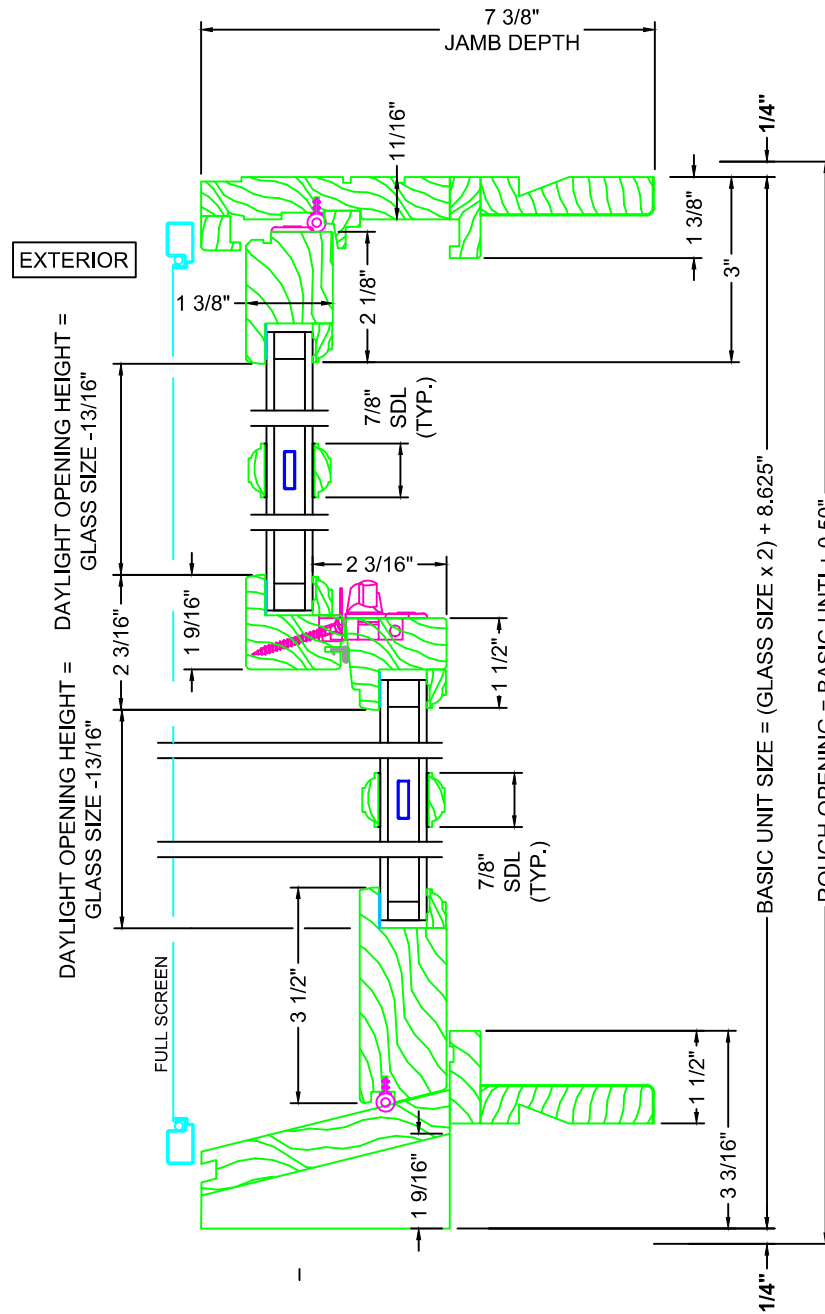 7 3/8"
JAMB DEPTH
1/4"
11/16"
1 3/8"
3"
EXTERIOR
1 3/8"
2 1/8"
DAYLIGHT OPENING HEIGHT =
GLASS SIZE -13/16"
7/8"
SDL
(TYP.)
2 3/16"
1 9/16"
2 3/16"
1 1/2"
DAYLIGHT OPENING HEIGHT =
GLASS SIZE -13/16"
BASIC UNIT SIZE = (GLASS SIZE x 2) + 8.625"
7/8"
SDL
(TYP.)
3 1/2"
FULL SCREEN
1 1/2"
3 3/16"
1 9/16"
1/4"